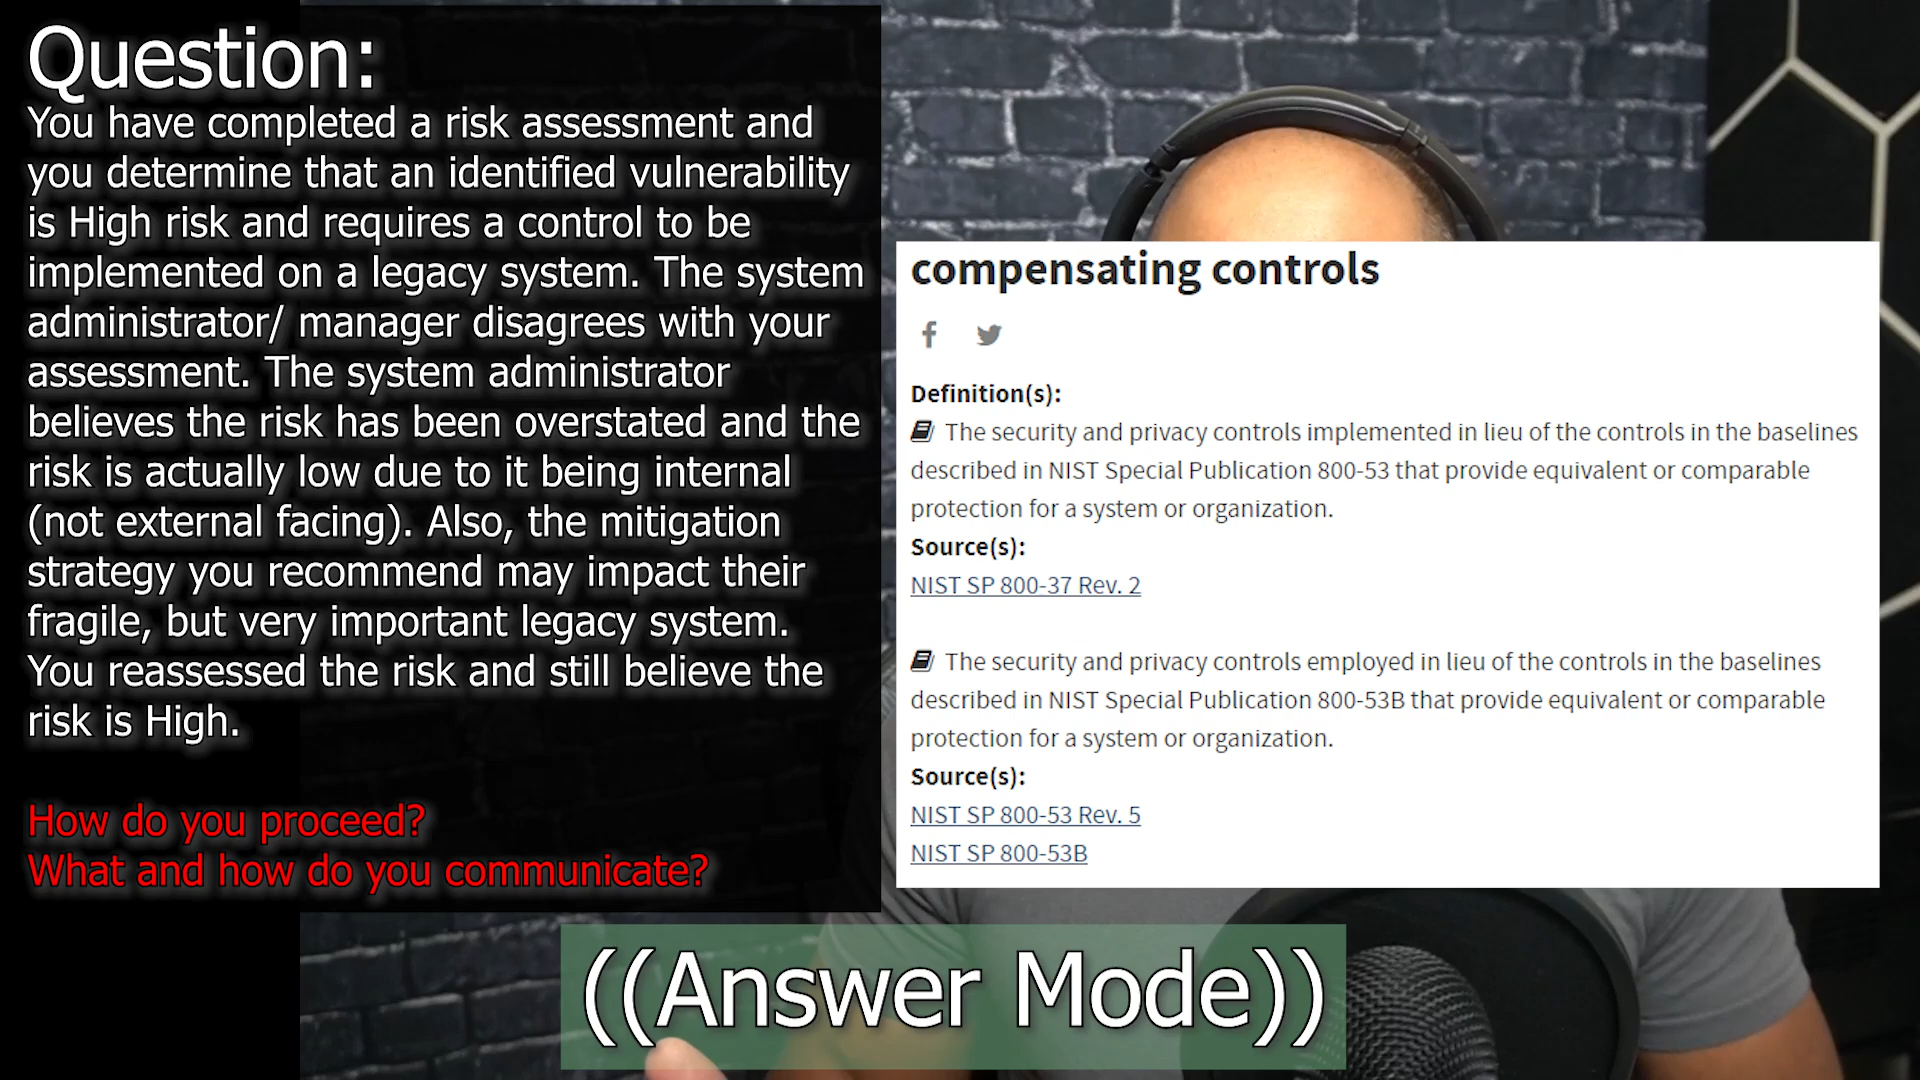 Question:
You have completed a risk assessment and
you determine that an identified vulnerability
is High risk and requires a control to be
implemented on a legacy system. The system
administrator/ manager disagrees with your
assessment. The system administrator
believes the risk has been overstated and the
risk is actually low due to it being internal
(not external facing). Also, the mitigation
strategy you recommend may impact their
fragile, but very important legacy system.
You reassessed the risk and still believe the
risk is High.
How do you proceed?
What and how do you communicate?
compensating controls
Definition(s):
The security and privacy controls implemented in lieu of the controls in the baselines
described in NIST Special Publication 800-53 that provide equivalent or comparable
protection for a system or organization.
Source(s):
NIST SP 800-37 Rev. 2
The security and privacy controls employed in lieu of the controls in the baselines
described in NIST Special Publication 800-53B that provide equivalent or comparable
protection for a system or organization.
Source(s):
NIST SP 800-53 Rev. 5
NIST SP 800-53B
((Answer Mode))